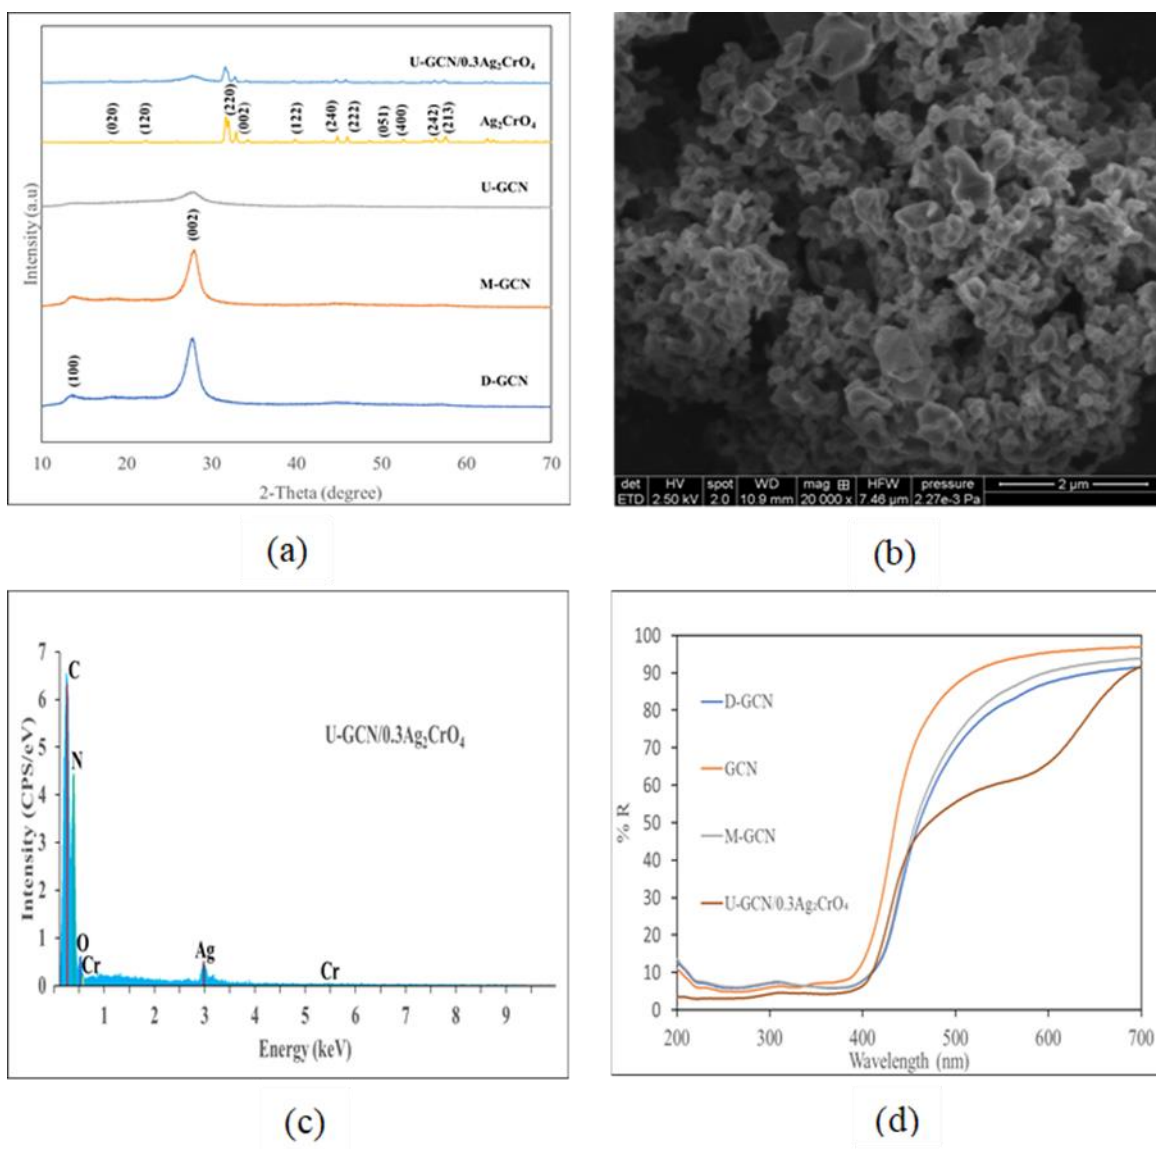 U-GCN/0.3Ag₂CrO₄
(020)
(120)
(220)
(002)
(122)
(240)
(222)
(051)
(400)
(242)
(213)
Ag₂CrO₄
U-GCN
(002)
M-GCN
(100)
D-GCN
Intensity (a.u)
10 20 30 40 50 60 70
2-Theta (degree)
(a)
det HV spot WD mag ⊞ HFW pressure
ETD 2.50 kV 2.0 10.9 mm 20 000 x 7.46 µm 2.27e-3 Pa
2 µm
(b)
7
6
5
4
3
2
1
0
Intensity (CPS/eV)
C
N
O
Cr
Ag
Cr
U-GCN/0.3Ag₂CrO₄
1 2 3 4 5 6 7 8 9
Energy (keV)
(c)
100
90
80
70
60
50
40
30
20
10
0
% R
D-GCN
GCN
M-GCN
U-GCN/0.3Ag₂CrO₄
200 300 400 500 600 700
Wavelength (nm)
(d)